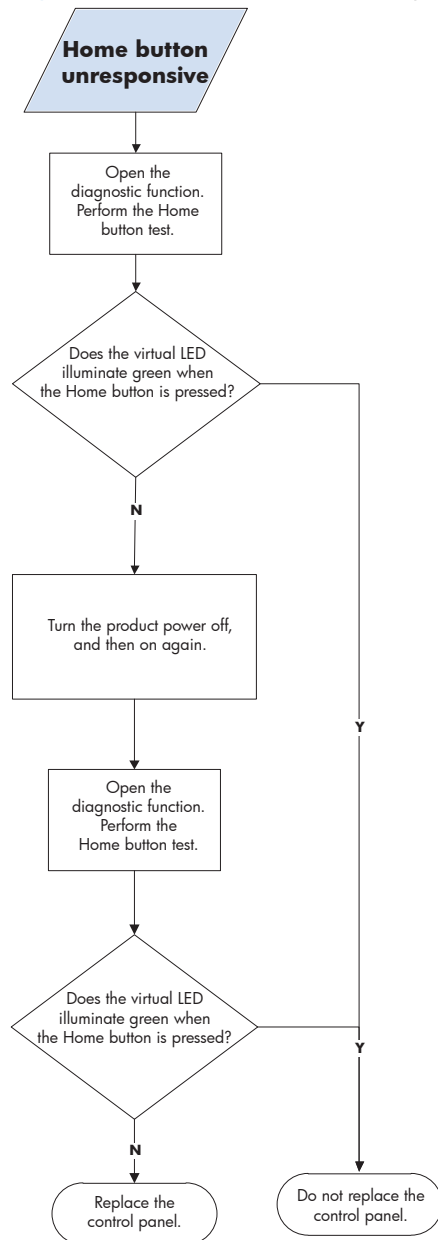 Home button
unresponsive
Open the
diagnostic function.
Perform the Home
button test.
Does the virtual LED
illuminate green when
the Home button is pressed?
N
Turn the product power off,
and then on again.
Y
Open the
diagnostic function.
Perform the
Home button test.
Does the virtual LED
illuminate green when
the Home button is pressed?
Y
N
Replace the
control panel.
Do not replace the
control panel.